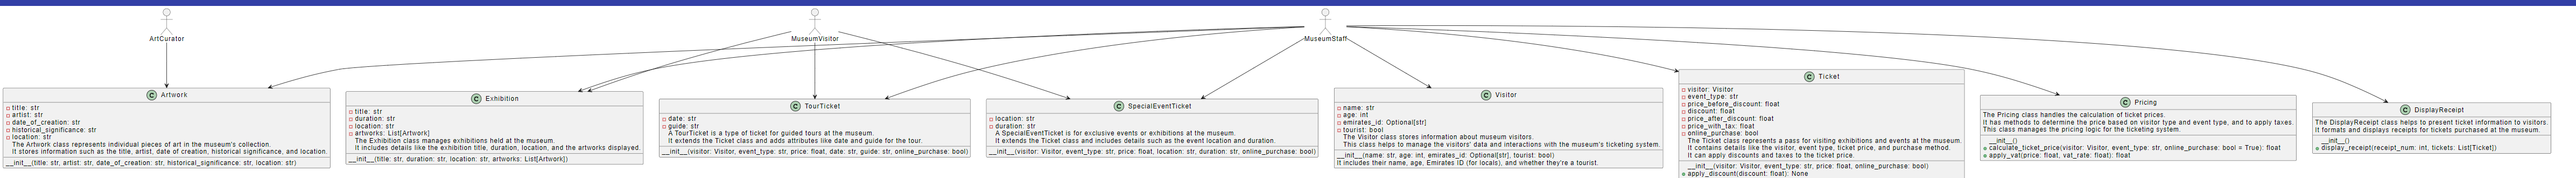 ArtCurator
MuseumVisitor
MuseumStaff
C Artwork
title: str
artist: str
date_of_creation: str
historical_significance: str
location: str
The Artwork class represents individual pieces of art in the museum's collection.
It stores information such as the title, artist, date of creation, historical significance, and location.
__init__(title: str, artist: str, date_of_creation: str, historical_significance: str, location: str)
C Exhibition
title: str
duration: str
location: str
artworks: List[Artwork]
The Exhibition class manages exhibitions held at the museum.
It includes details like the exhibition title, duration, location, and the artworks displayed.
__init__(title: str, duration: str, location: str, artworks: List[Artwork])
C TourTicket
date: str
guide: str
A TourTicket is a type of ticket for guided tours at the museum.
It extends the Ticket class and adds attributes like date and guide for the tour.
__init__(visitor: Visitor, event_type: str, price: float, date: str, guide: str, online_purchase: bool)
C SpecialEventTicket
location: str
duration: str
A SpecialEventTicket is for exclusive events or exhibitions at the museum.
It extends the Ticket class and includes details such as the event location and duration.
__init__(visitor: Visitor, event_type: str, price: float, location: str, duration: str, online_purchase: bool)
C Visitor
name: str
age: int
emirates_id: Optional[str]
tourist: bool
The Visitor class stores information about museum visitors.
This class helps to manage the visitors' data and interactions with the museum's ticketing system.
__init__(name: str, age: int, emirates_id: Optional[str], tourist: bool)
It includes their name, age, Emirates ID (for locals), and whether they're a tourist.
C Ticket
visitor: Visitor
event_type: str
price_before_discount: float
discount: float
price_after_discount: float
price_with_tax: float
online_purchase: bool
The Ticket class represents a pass for visiting exhibitions and events at the museum.
It contains details like the visitor, event type, ticket price, and purchase method.
It can apply discounts and taxes to the ticket price.
__init__(visitor: Visitor, event_type: str, price: float, online_purchase: bool)
apply_discount(discount: float): None
C Pricing
The Pricing class handles the calculation of ticket prices.
It has methods to determine the price based on visitor type and event type, and to apply taxes.
This class manages the pricing logic for the ticketing system.
__init__()
calculate_ticket_price(visitor: Visitor, event_type: str, online_purchase: bool = True): float
apply_vat(price: float, vat_rate: float): float
C DisplayReceipt
The DisplayReceipt class helps to present ticket information to visitors.
It formats and displays receipts for tickets purchased at the museum.
__init__()
display_receipt(receipt_num: int, tickets: List[Ticket])